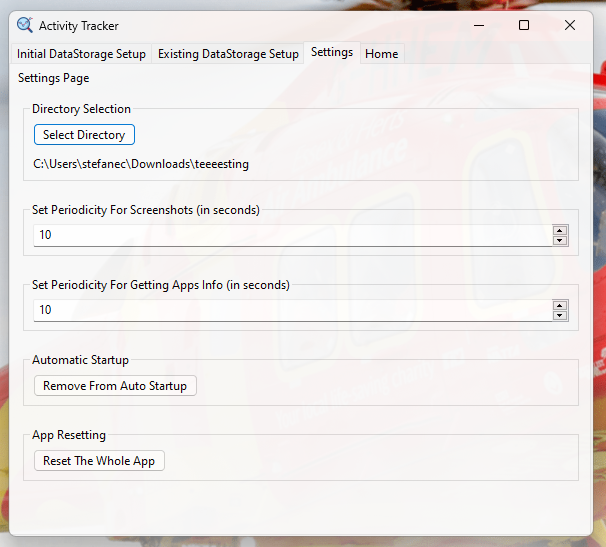 Activity Tracker
Initial DataStorage Setup Existing DataStorage Setup Settings Home
Settings Page
Directory Selection
Select Directory
C:\Users\stefanec\Downloads\teeeesting
Set Periodicity For Screenshots (in seconds)
10
Set Periodicity For Getting Apps Info (in seconds)
10
Automatic Startup
Remove From Auto Startup
App Resetting
Reset The Whole App